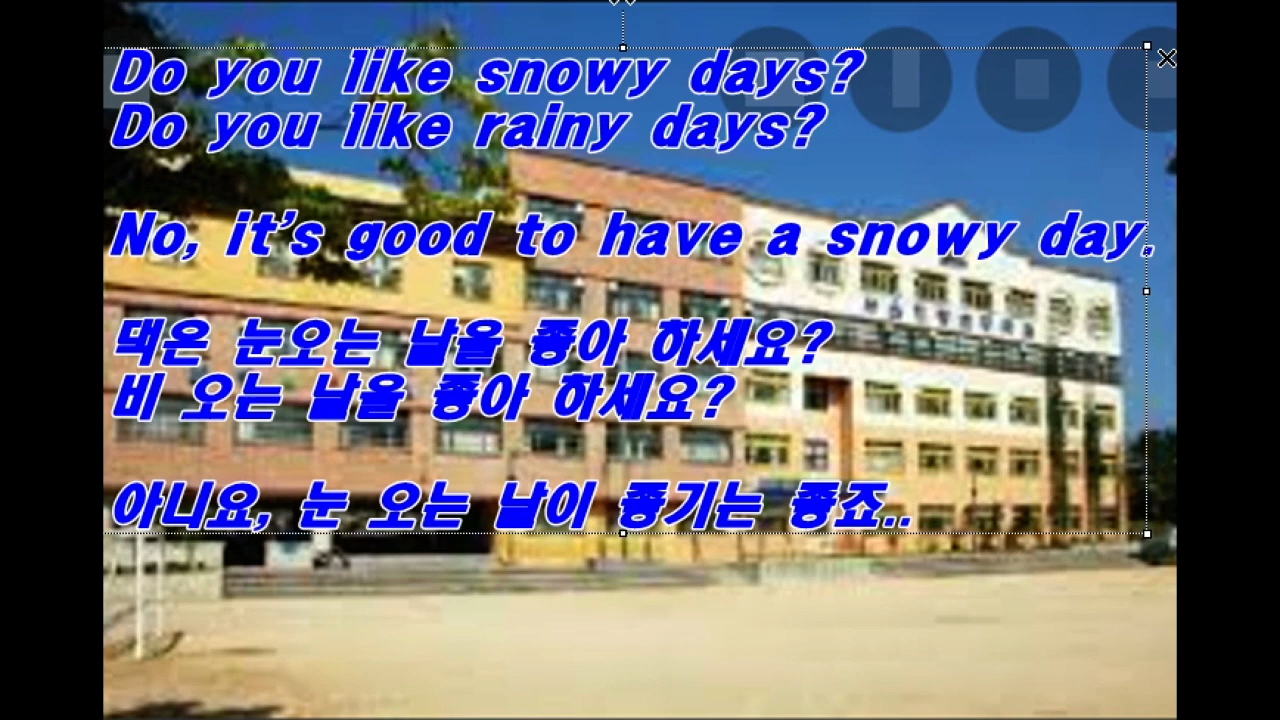 Do you like snowy days?
Do you like rainy days?
No, it's good to have a snowy day.
댁은 눈오는 날을 좋아 하세요?
비 오는 날을 좋아 하세요?
아니요, 눈 오는 날이 좋기는 좋죠..